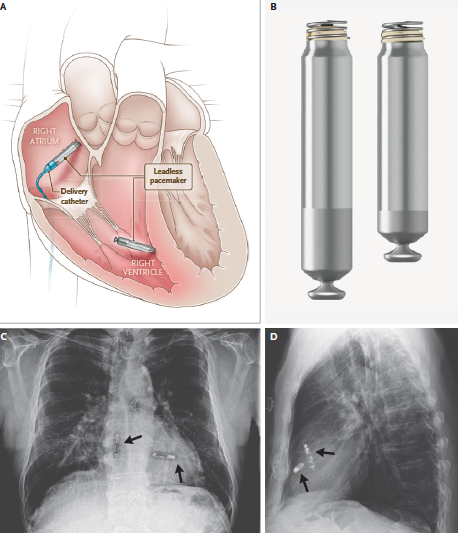 A
RIGHT
ATRIUM
Leadless
pacemaker
Delivery
catheter
RIGHT
VENTRICLE
B
C
D